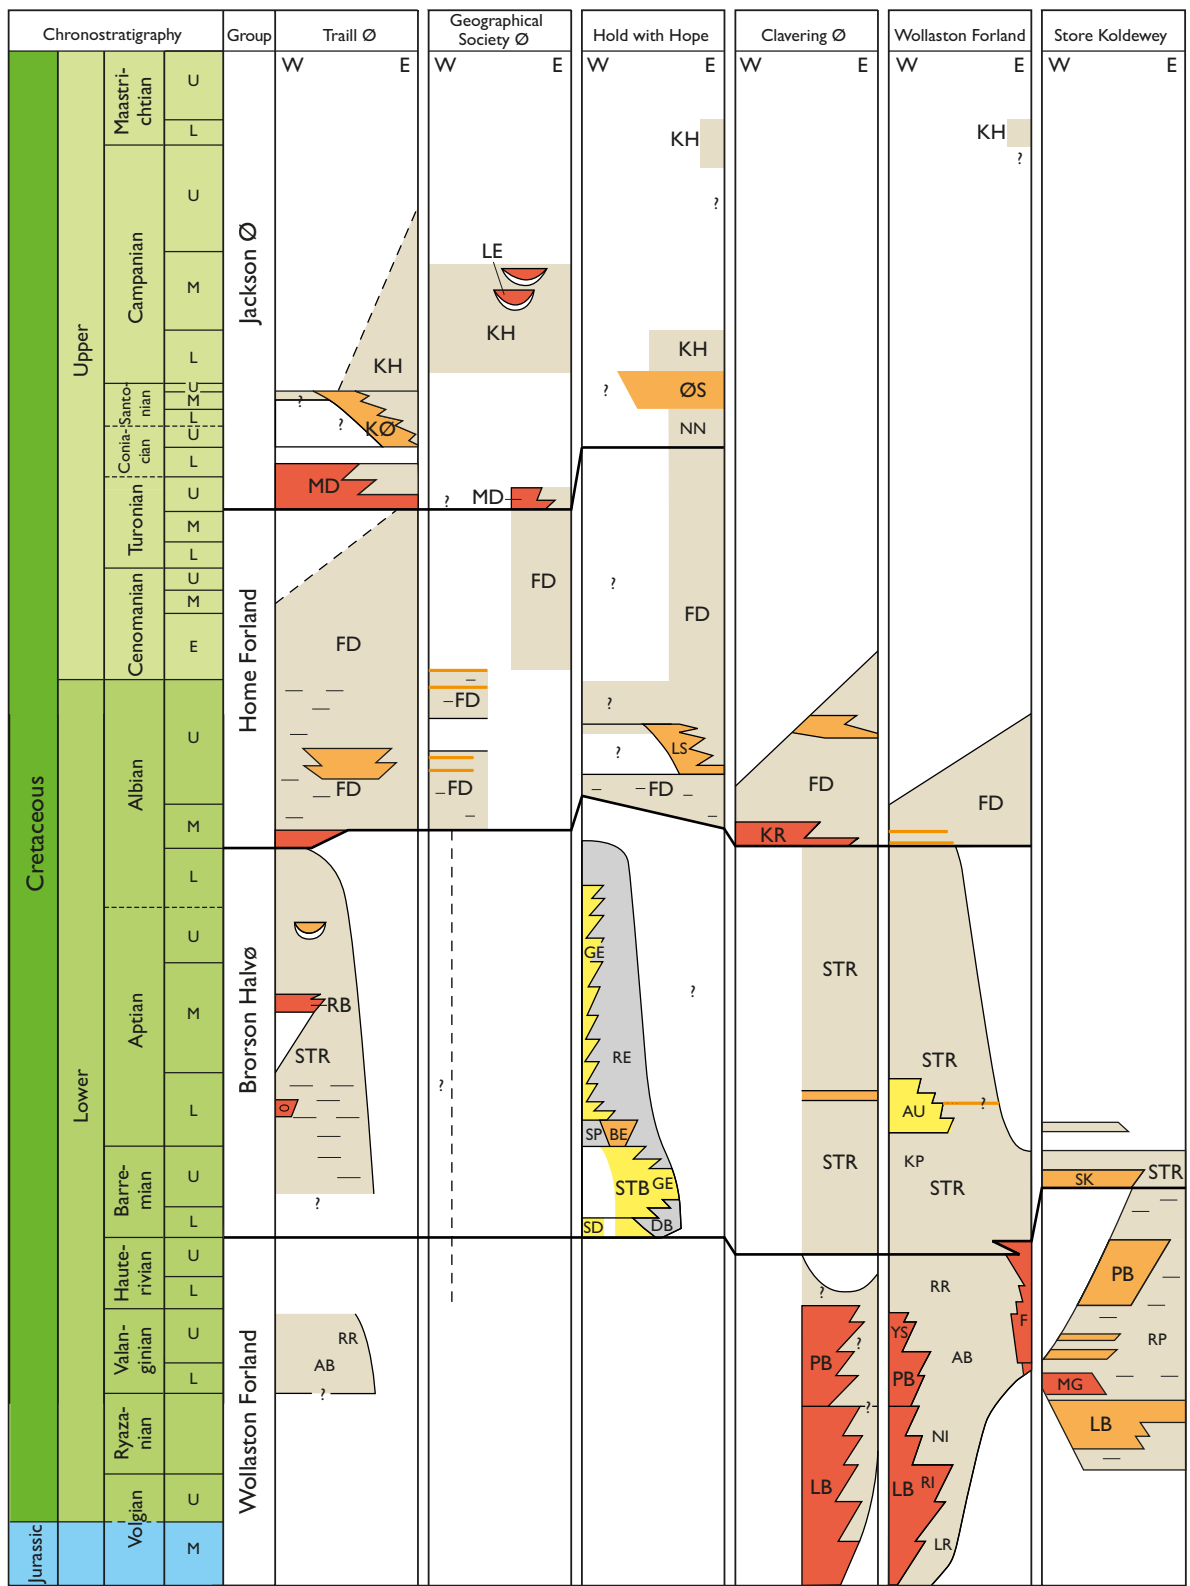 Chronostratigraphy
Group
Traill Ø
Geographical
Society Ø
Hold with Hope
Clavering Ø
Wollaston Forland
Store Koldewey
W E
W E
W E
W E
W E
W E
Cretaceous
Jurassic
Upper
Lower
Maastri-
chtian
U
L
Campanian
U
M
L
Santo-
nian
U
M
L
Conia-
cian
U
L
Turonian
U
M
L
Cenomanian
U
M
E
Albian
U
M
L
Aptian
U
M
L
Barre-
mian
U
L
Haute-
rivian
U
L
Valan-
ginian
U
L
Ryaza-
nian
Volgian
U
M
Jackson Ø
Home Forland
Brorson Halvø
Wollaston Forland
KH
?
?
KØ
MD
FD
FD
RB
STR
O
?
RR
AB
?
LE
KH
?
MD
FD
FD
FD
?
KH
?
KH
?
ØS
NN
?
FD
?
?
LS
FD
GE
?
RE
SP
BE
STB
GE
SD
DB
FD
KR
STR
STR
?
?
PB
?
LB
KH
?
FD
STR
AU
?
KP
STR
RR
F
YS
AB
PB
NI
LB
RI
LR
STR
SK
PB
RP
MG
LB